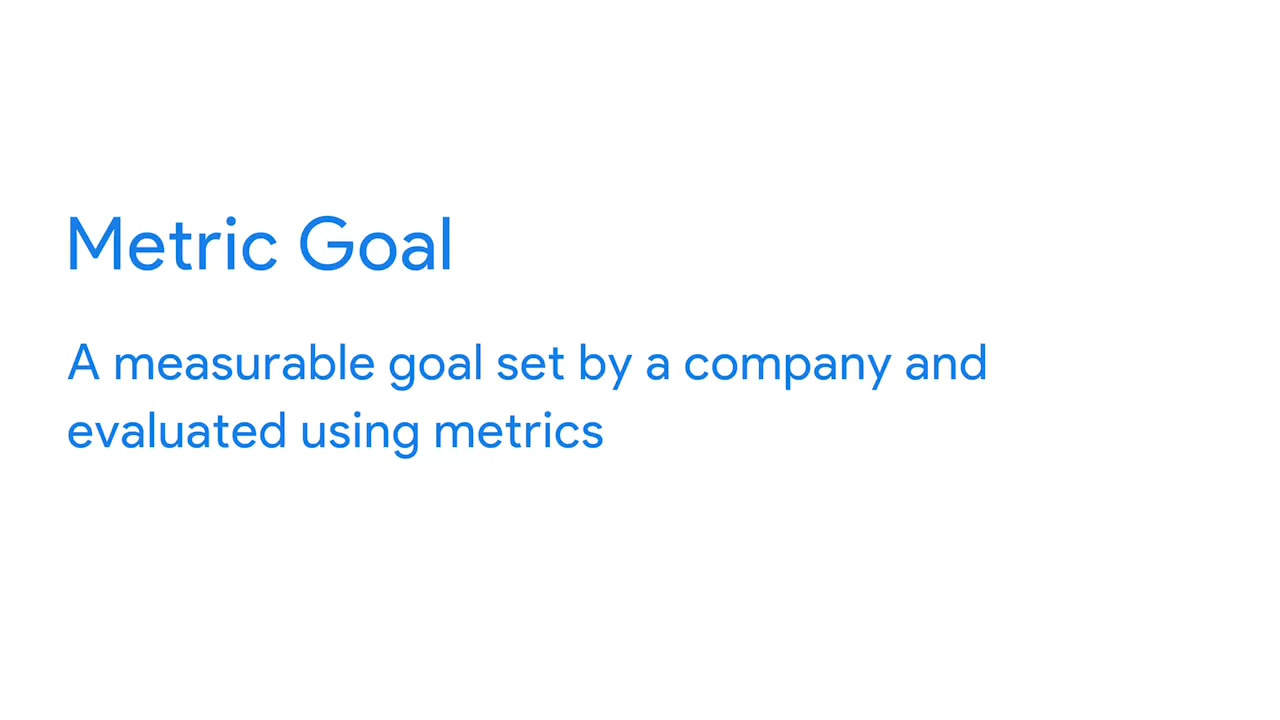 Metric Goal
A measurable goal set by a company and
evaluated using metrics